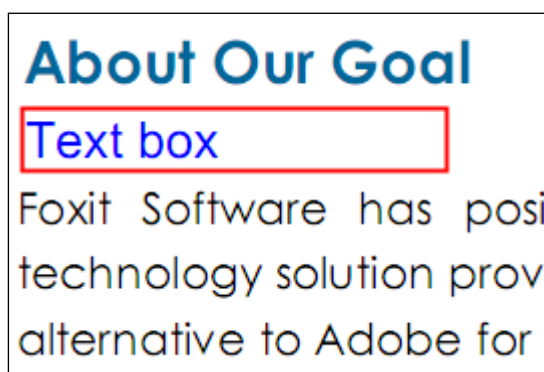 About Our Goal
Text box
Foxit Software has posi
technology solution prov
alternative to Adobe for